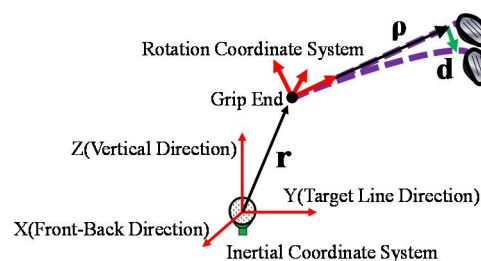 ρ
Rotation Coordinate System
d
Grip End
Z(Vertical Direction)
r
Y(Target Line Direction)
X(Front-Back Direction)
Inertial Coordinate System